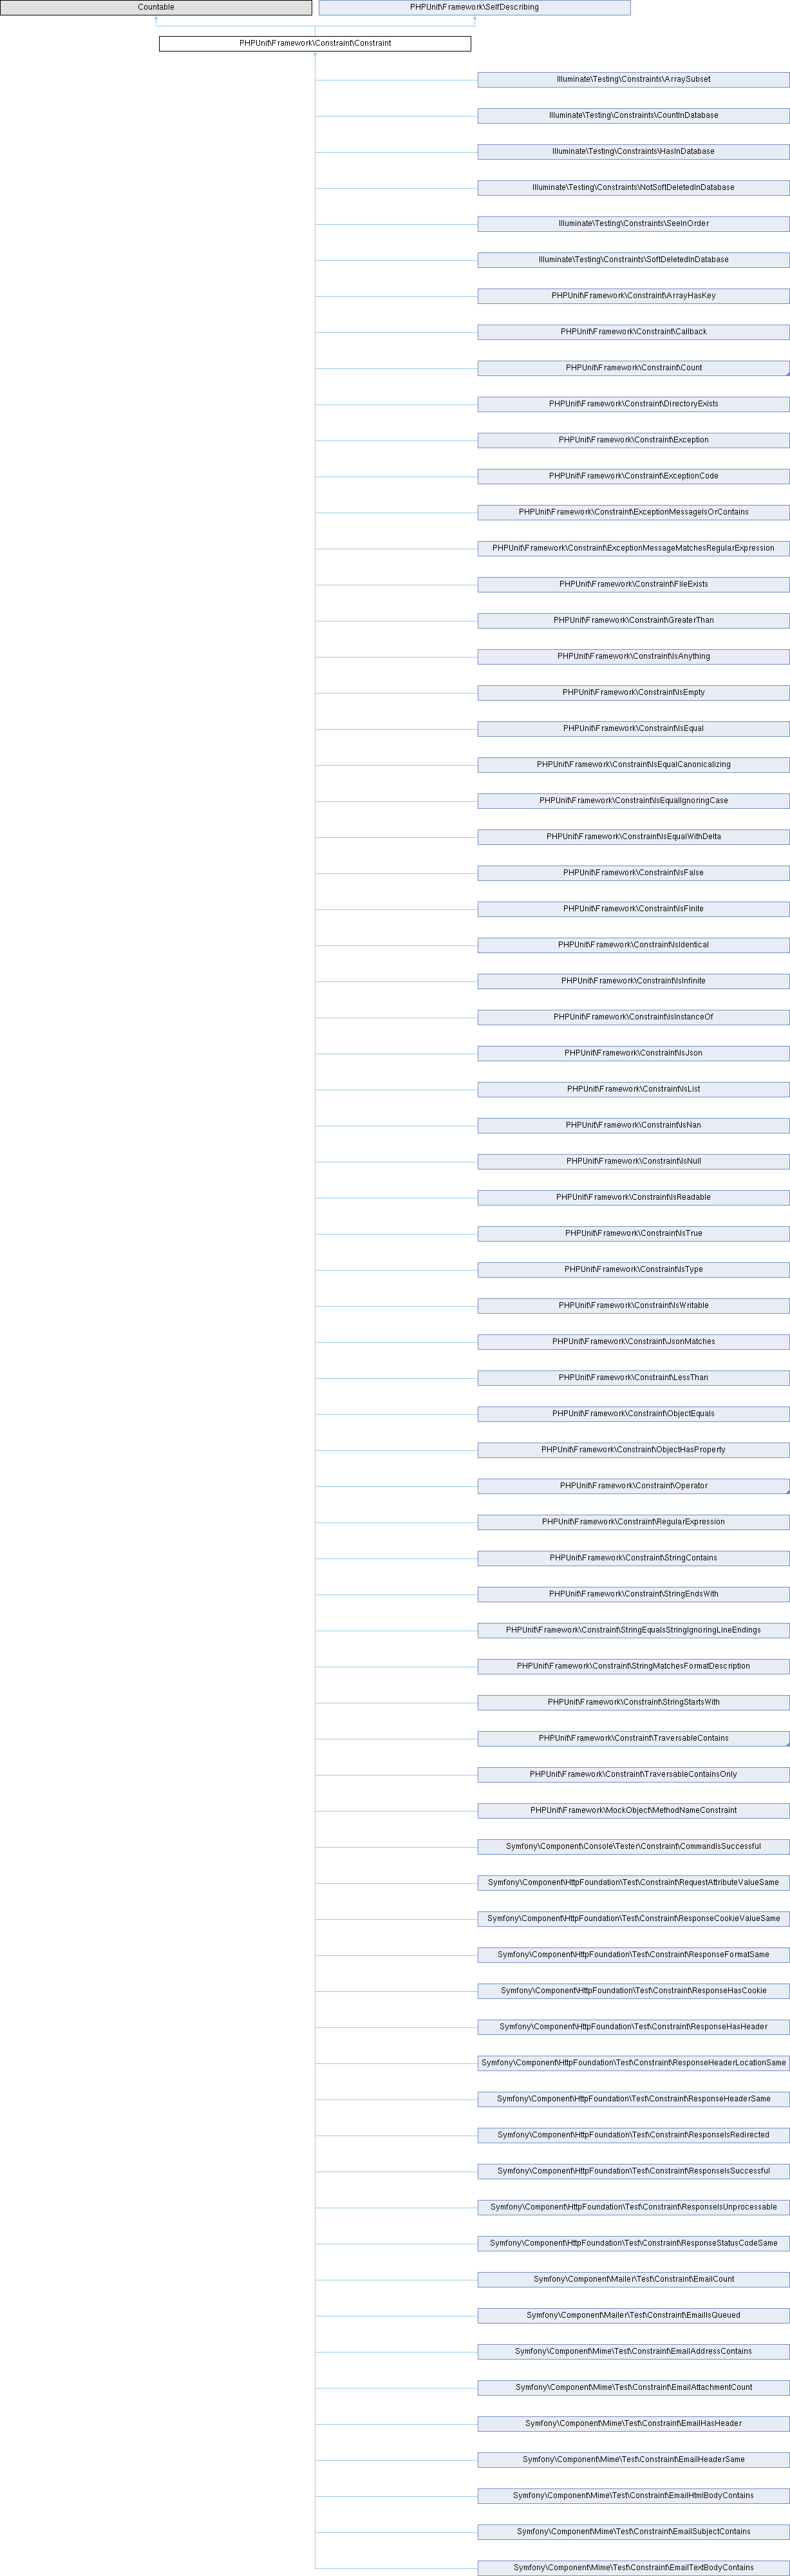 Countable
PHPUnit\Framework\SelfDescribing
PHPUnit\Framework\Constraint\Constraint
Illuminate\Testing\Constraints\ArraySubset
Illuminate\Testing\Constraints\CountInDatabase
Illuminate\Testing\Constraints\HasInDatabase
Illuminate\Testing\Constraints\NotSoftDeletedInDatabase
Illuminate\Testing\Constraints\SeeInOrder
Illuminate\Testing\Constraints\SoftDeletedInDatabase
PHPUnit\Framework\Constraint\ArrayHasKey
PHPUnit\Framework\Constraint\Callback
PHPUnit\Framework\Constraint\Count
PHPUnit\Framework\Constraint\DirectoryExists
PHPUnit\Framework\Constraint\Exception
PHPUnit\Framework\Constraint\ExceptionCode
PHPUnit\Framework\Constraint\ExceptionMessageIsOrContains
PHPUnit\Framework\Constraint\ExceptionMessageMatchesRegularExpression
PHPUnit\Framework\Constraint\FileExists
PHPUnit\Framework\Constraint\GreaterThan
PHPUnit\Framework\Constraint\IsAnything
PHPUnit\Framework\Constraint\IsEmpty
PHPUnit\Framework\Constraint\IsEqual
PHPUnit\Framework\Constraint\IsEqualCanonicalizing
PHPUnit\Framework\Constraint\IsEqualIgnoringCase
PHPUnit\Framework\Constraint\IsEqualWithDelta
PHPUnit\Framework\Constraint\IsFalse
PHPUnit\Framework\Constraint\IsFinite
PHPUnit\Framework\Constraint\IsIdentical
PHPUnit\Framework\Constraint\IsInfinite
PHPUnit\Framework\Constraint\IsInstanceOf
PHPUnit\Framework\Constraint\IsJson
PHPUnit\Framework\Constraint\IsList
PHPUnit\Framework\Constraint\IsNan
PHPUnit\Framework\Constraint\IsNull
PHPUnit\Framework\Constraint\IsReadable
PHPUnit\Framework\Constraint\IsTrue
PHPUnit\Framework\Constraint\IsType
PHPUnit\Framework\Constraint\IsWritable
PHPUnit\Framework\Constraint\JsonMatches
PHPUnit\Framework\Constraint\LessThan
PHPUnit\Framework\Constraint\ObjectEquals
PHPUnit\Framework\Constraint\ObjectHasProperty
PHPUnit\Framework\Constraint\Operator
PHPUnit\Framework\Constraint\RegularExpression
PHPUnit\Framework\Constraint\StringContains
PHPUnit\Framework\Constraint\StringEndsWith
PHPUnit\Framework\Constraint\StringEqualsStringIgnoringLineEndings
PHPUnit\Framework\Constraint\StringMatchesFormatDescription
PHPUnit\Framework\Constraint\StringStartsWith
PHPUnit\Framework\Constraint\TraversableContains
PHPUnit\Framework\Constraint\TraversableContainsOnly
PHPUnit\Framework\MockObject\MethodNameConstraint
Symfony\Component\Console\Tester\Constraint\CommandIsSuccessful
Symfony\Component\HttpFoundation\Test\Constraint\RequestAttributeValueSame
Symfony\Component\HttpFoundation\Test\Constraint\ResponseCookieValueSame
Symfony\Component\HttpFoundation\Test\Constraint\ResponseFormatSame
Symfony\Component\HttpFoundation\Test\Constraint\ResponseHasCookie
Symfony\Component\HttpFoundation\Test\Constraint\ResponseHasHeader
Symfony\Component\HttpFoundation\Test\Constraint\ResponseHeaderLocationSame
Symfony\Component\HttpFoundation\Test\Constraint\ResponseHeaderSame
Symfony\Component\HttpFoundation\Test\Constraint\ResponseIsRedirected
Symfony\Component\HttpFoundation\Test\Constraint\ResponseIsSuccessful
Symfony\Component\HttpFoundation\Test\Constraint\ResponseIsUnprocessable
Symfony\Component\HttpFoundation\Test\Constraint\ResponseStatusCodeSame
Symfony\Component\Mailer\Test\Constraint\EmailCount
Symfony\Component\Mailer\Test\Constraint\EmailIsQueued
Symfony\Component\Mime\Test\Constraint\EmailAddressContains
Symfony\Component\Mime\Test\Constraint\EmailAttachmentCount
Symfony\Component\Mime\Test\Constraint\EmailHasHeader
Symfony\Component\Mime\Test\Constraint\EmailHeaderSame
Symfony\Component\Mime\Test\Constraint\EmailHtmlBodyContains
Symfony\Component\Mime\Test\Constraint\EmailSubjectContains
Symfony\Component\Mime\Test\Constraint\EmailTextBodyContains